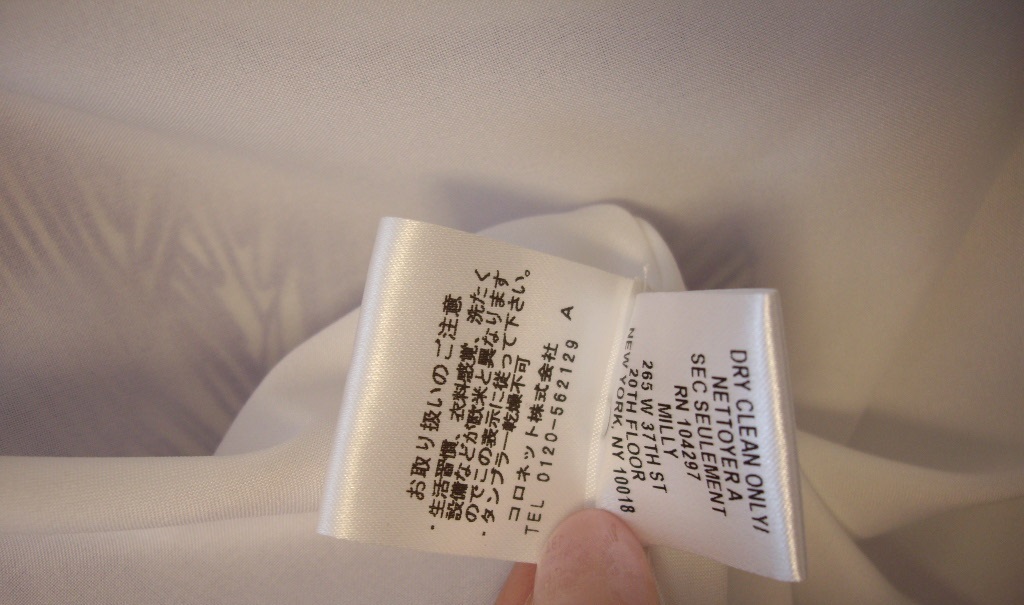 お取り扱いのご注意
・生活習慣、衣料感覚、洗たく
設備などが欧米と異なります
のでこの表示に従って下さい。
・タンブラー乾燥不可
コロネット株式会社
TEL 0120-562129 A
DRY CLEAN ONLY/
NETTOYER A
SEC SEULEMENT
RN 104297
MILLY
265 W 37TH ST
20TH FLOOR
NEW YORK, NY 10018